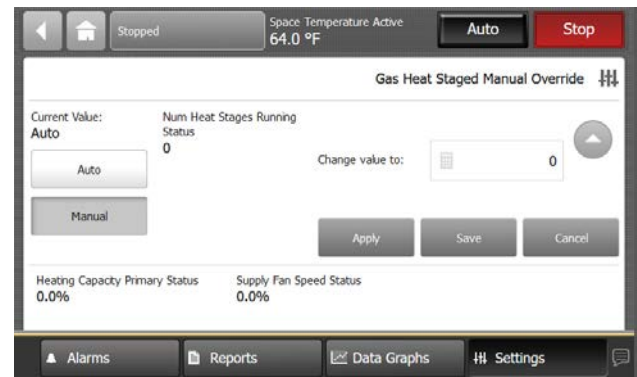 Stopped
Space Temperature Active
64.0 °F
Auto
Stop
Gas Heat Staged Manual Override
Current Value:
Auto
Num Heat Stages Running
Status
0
Auto
Manual
Change value to:
0
Apply
Save
Cancel
Heating Capacity Primary Status
0.0%
Supply Fan Speed Status
0.0%
Alarms
Reports
Data Graphs
Settings